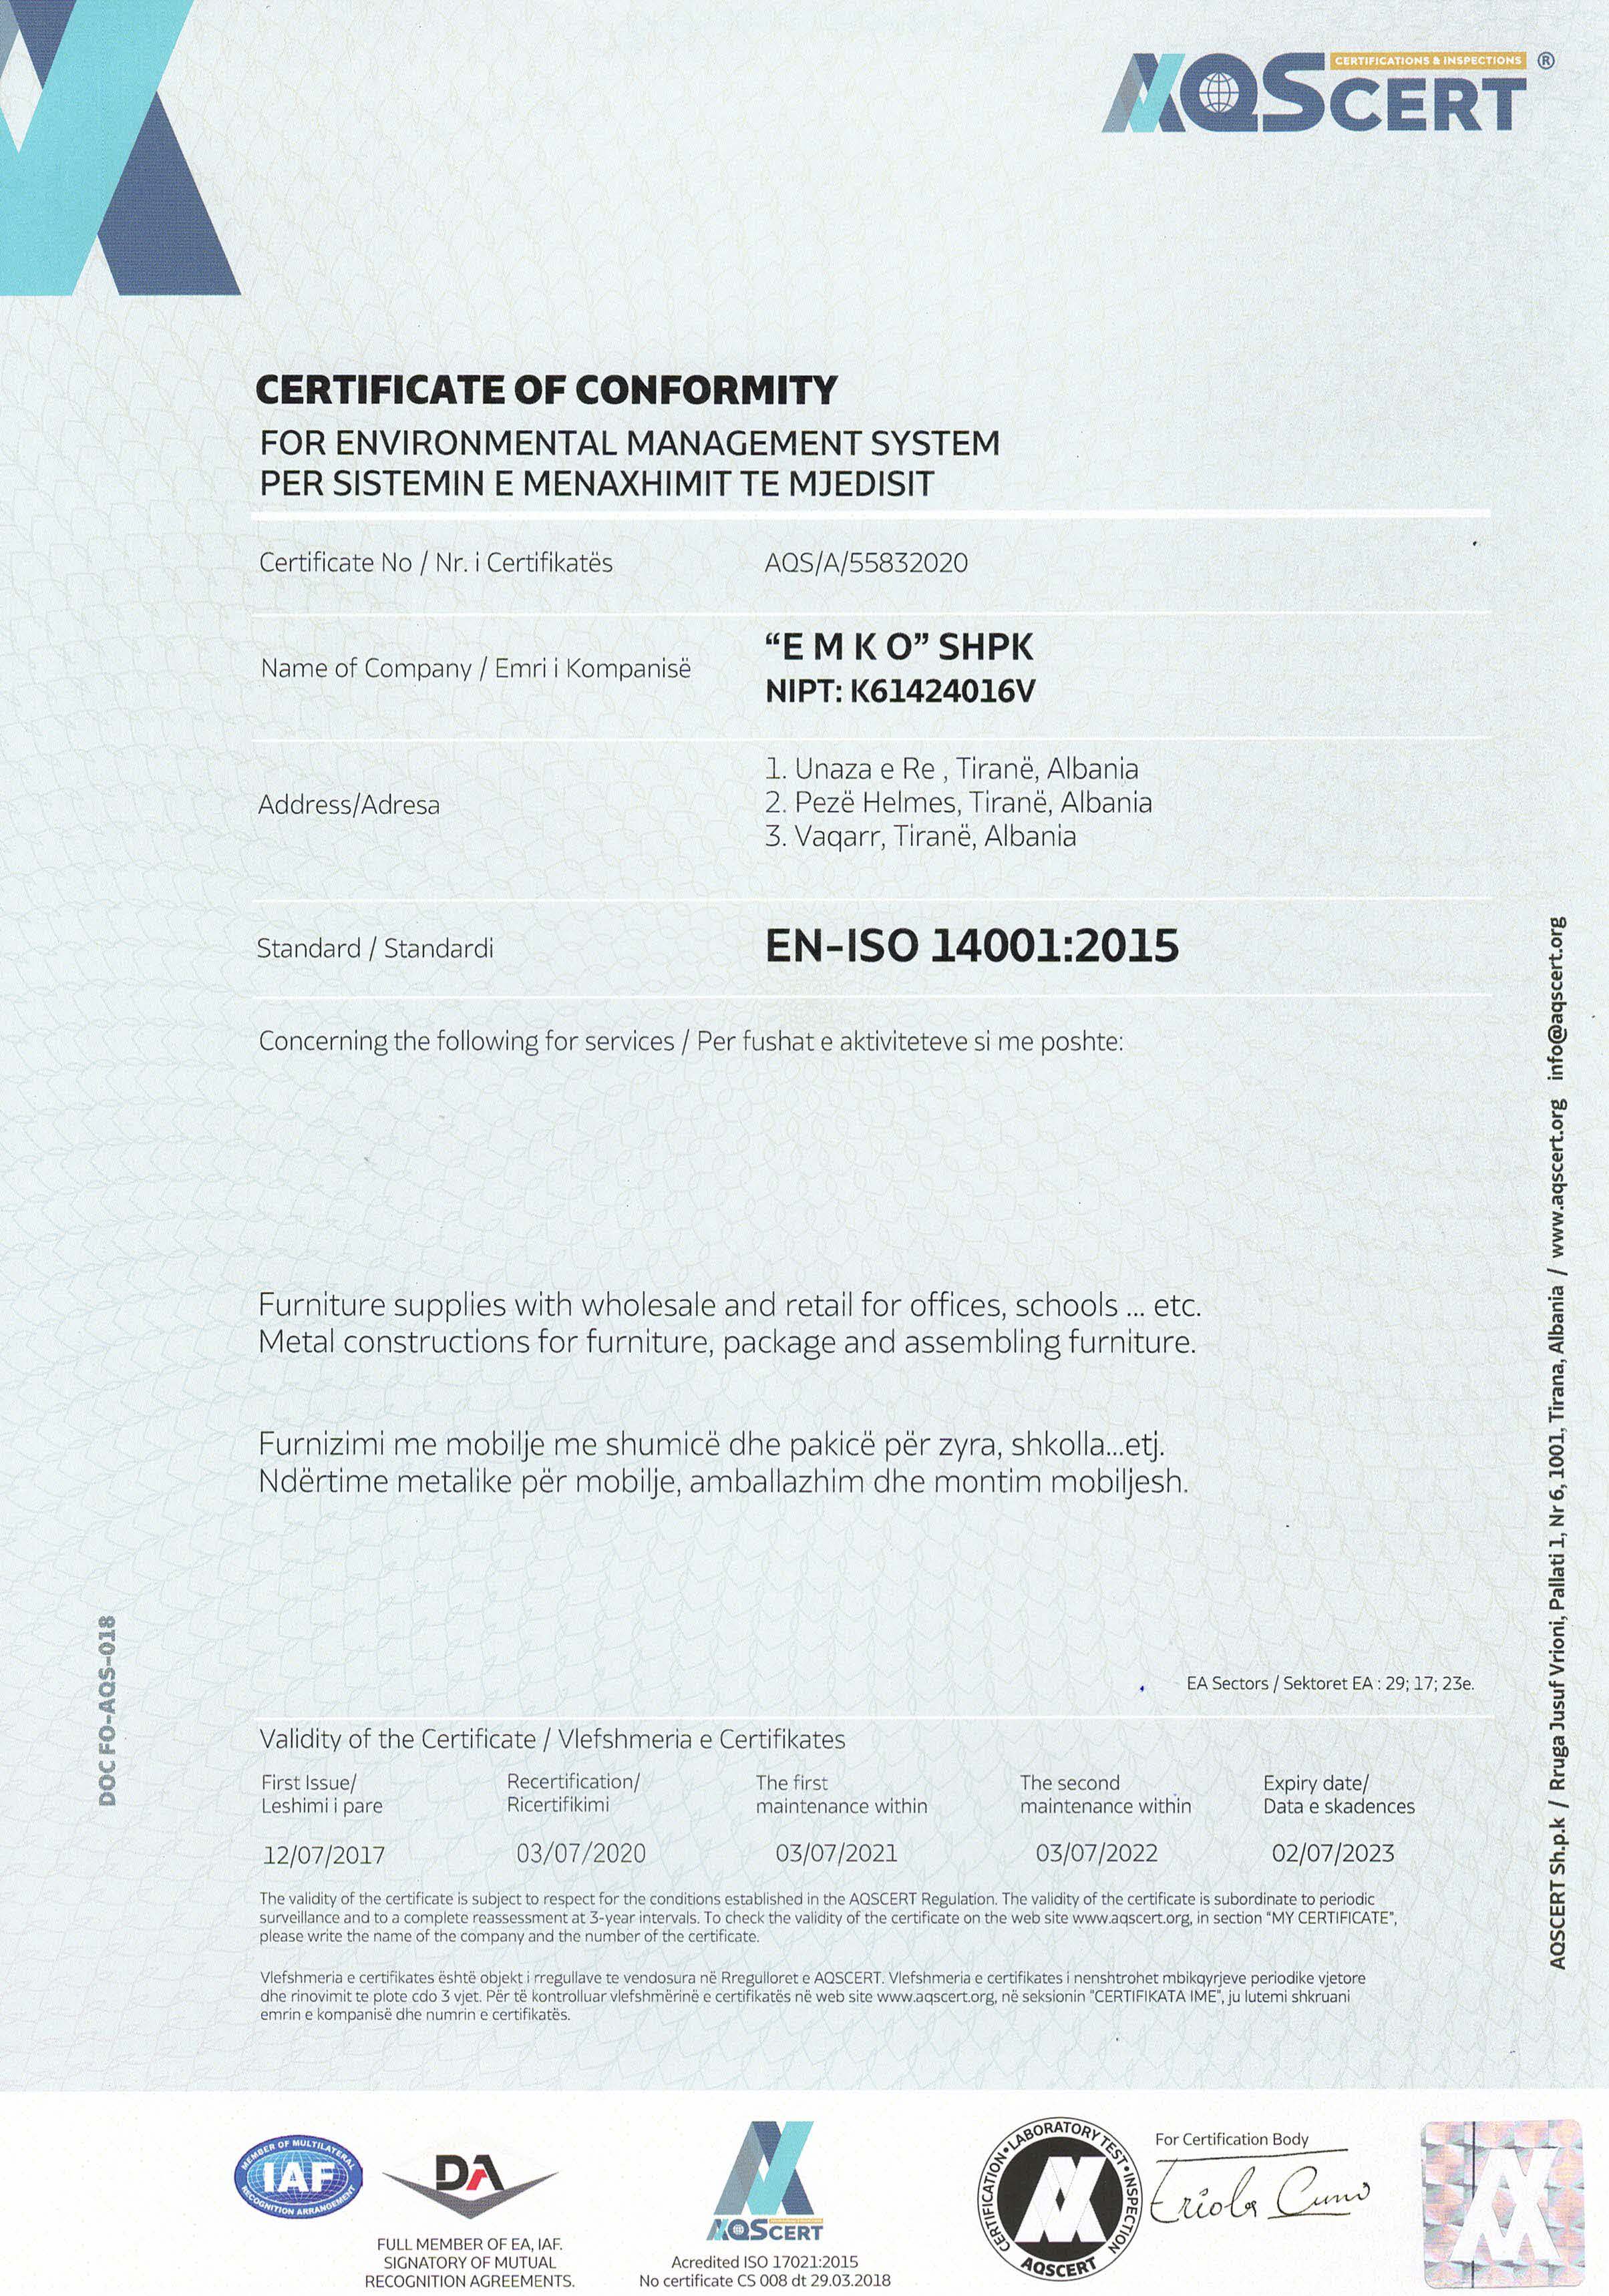 AQSCERT
CERTIFICATIONS & INSPECTIONS ®
CERTIFICATE OF CONFORMITY
FOR ENVIRONMENTAL MANAGEMENT SYSTEM
PER SISTEMIN E MENAXHIMIT TE MJEDISIT
Certificate No / Nr. i Certifikatës AQS/A/55832020
Name of Company / Emri i Kompanisë
“E M K O” SHPK
NIPT: K61424016V
Address/Adresa
1. Unaza e Re , Tiranë, Albania
2. Pezë Helmes, Tiranë, Albania
3. Vaqarr, Tiranë, Albania
Standard / Standardi EN-ISO 14001:2015
Concerning the following for services / Per fushat e aktiviteteve si me poshte:
Furniture supplies with wholesale and retail for offices, schools ... etc.
Metal constructions for furniture, package and assembling furniture.
Furnizimi me mobilje me shumicë dhe pakicë për zyra, shkolla...etj.
Ndërtime metalike për mobilje, amballazhim dhe montim mobiljesh.
EA Sectors / Sektoret EA : 29; 17; 23e.
Validity of the Certificate / Vlefshmeria e Certifikates
First Issue/
Leshimi i pare
12/07/2017
Recertification/
Ricertifikimi
03/07/2020
The first
maintenance within
03/07/2021
The second
maintenance within
03/07/2022
Expiry date/
Data e skadences
02/07/2023
The validity of the certificate is subject to respect for the conditions established in the AQSCERT Regulation. The validity of the certificate is subordinate to periodic
surveillance and to a complete reassessment at 3-year intervals. To check the validity of the certificate on the web site www.aqscert.org, in section "MY CERTIFICATE",
please write the name of the company and the number of the certificate.
Vlefshmeria e certifikates është objekt i rregullave te vendosura në Rregulloret e AQSCERT. Vlefshmeria e certifikates i nenshtrohet mbikqyrjeve periodike vjetore
dhe rinovimit te plote cdo 3 vjet. Për të kontrolluar vlefshmërinë e certifikatës në web site www.aqscert.org, në seksionin "CERTIFIKATA IME", ju lutemi shkruani
emrin e kompanisë dhe numrin e certifikatës.
DOC FO-AQS-018
AQSCERT Sh.p.k / Rruga Jusuf Vrioni, Pallati 1, Nr 6, 1001, Tirana, Albania / www.aqscert.org info@aqscert.org
MEMBER OF MULTILATERAL
IAF
RECOGNITION ARRANGEMENT
DA
FULL MEMBER OF EA, IAF.
SIGNATORY OF MUTUAL
RECOGNITION AGREEMENTS.
AQSCERT
Acredited ISO 17021:2015
No certificate CS 008 dt 29.03.2018
CERTIFICATION • LABORATORY TEST • INSPECTION
AQSCERT
For Certification Body
Eriola Cuno